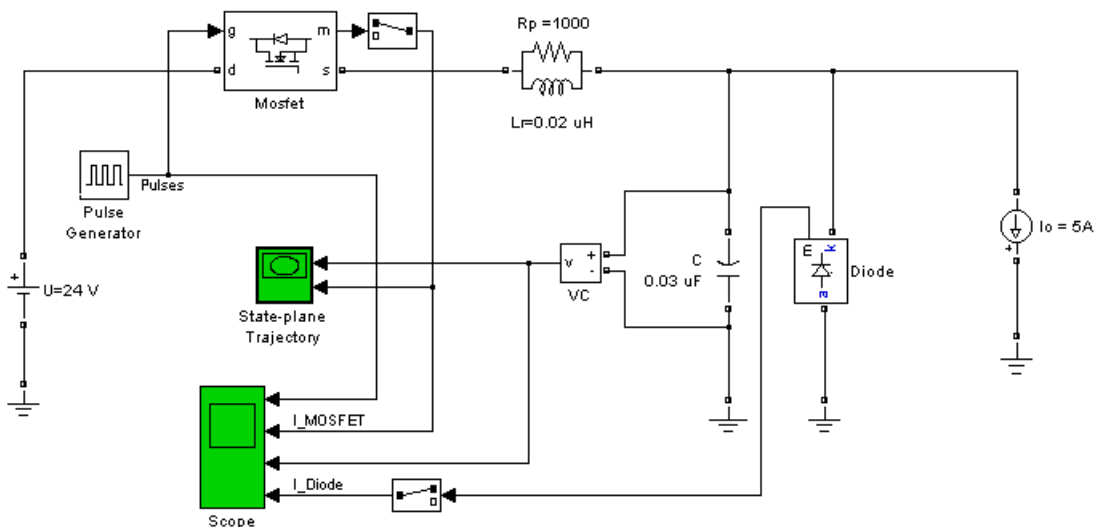 Rp =1000
g
m
d
s
Mosfet
Lr=0.02 uH
Pulses
Pulse
Generator
+
U=24 V
State-plane
Trajectory
v
+
-
VC
C
0.03 uF
m
k
a
Diode
+
Io = 5A
I_MOSFET
I_Diode
Scope